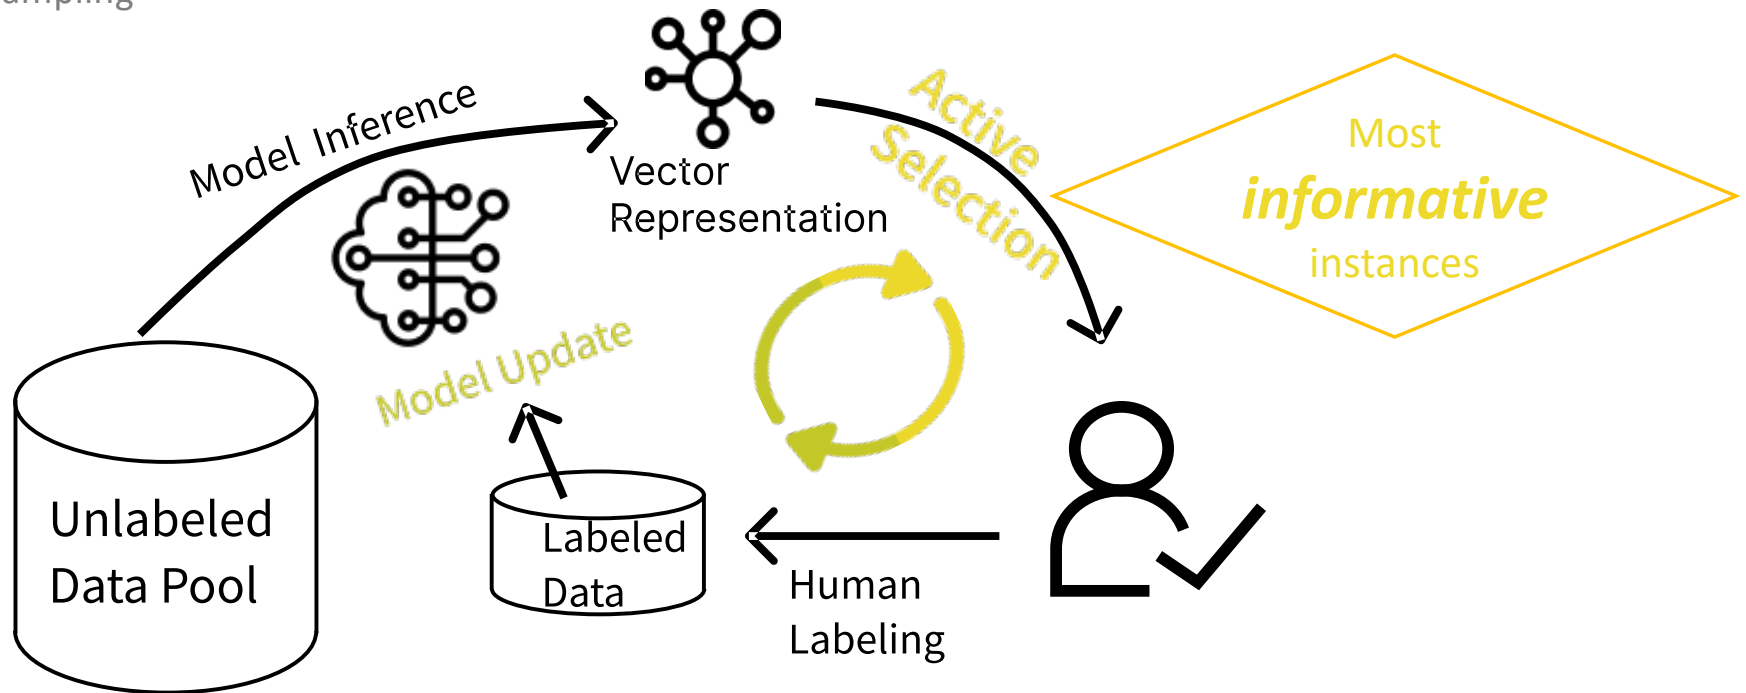 Model Inference
Vector
Representation
Active
Selection
Most
informative
instances
Model Update
Unlabeled
Data Pool
Labeled
Data
Human
Labeling